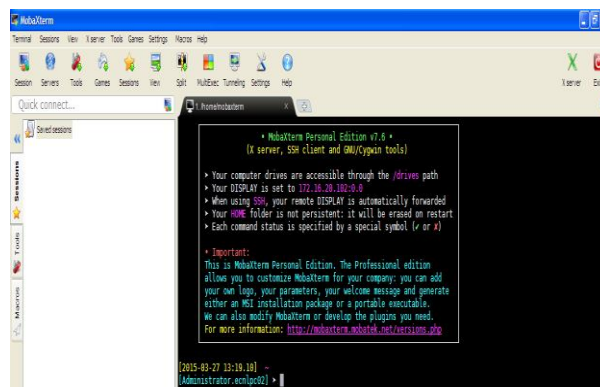 MobaXterm
Terminal Sessions View X server Tools Games Settings Macros Help
Session Servers Tools Games Sessions View Split MultiExec Tunneling Settings Help X server Exit
Quick connect...
1. /home/mobaxterm
Saved sessions
Sessions
Tools
Macros
• MobaXterm Personal Edition v7.6 •
(X server, SSH client and GNU/Cygwin tools)
➤ Your computer drives are accessible through the /drives path
➤ Your DISPLAY is set to 172.16.28.102:0.0
➤ When using SSH, your remote DISPLAY is automatically forwarded
➤ Your HOME folder is not persistent: it will be erased on restart
➤ Each command status is specified by a special symbol (✓ or ✗)
• Important:
This is MobaXterm Personal Edition. The Professional edition
allows you to customize MobaXterm for your company: you can add
your own logo, your parameters, your welcome message and generate
either an MSI installation package or a portable executable.
We can also modify MobaXterm or develop the plugins you need.
For more information: http://mobaxterm.mobatek.net/versions.php
[2015-03-27 13:19.18] ~
[Administrator.ecnlpc02] ➤